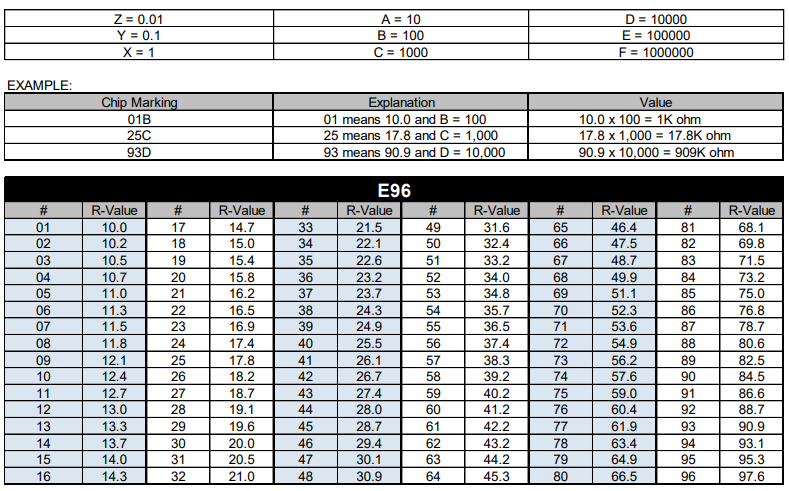 Z = 0.01 A = 10 D = 10000
Y = 0.1 B = 100 E = 100000
X = 1 C = 1000 F = 1000000
EXAMPLE:
Chip Marking Explanation Value
01B 01 means 10.0 and B = 100 10.0 x 100 = 1K ohm
25C 25 means 17.8 and C = 1,000 17.8 x 1,000 = 17.8K ohm
93D 93 means 90.9 and D = 10,000 90.9 x 10,000 = 909K ohm
E96
# R-Value # R-Value # R-Value # R-Value # R-Value # R-Value
01 10.0 17 14.7 33 21.5 49 31.6 65 46.4 81 68.1
02 10.2 18 15.0 34 22.1 50 32.4 66 47.5 82 69.8
03 10.5 19 15.4 35 22.6 51 33.2 67 48.7 83 71.5
04 10.7 20 15.8 36 23.2 52 34.0 68 49.9 84 73.2
05 11.0 21 16.2 37 23.7 53 34.8 69 51.1 85 75.0
06 11.3 22 16.5 38 24.3 54 35.7 70 52.3 86 76.8
07 11.5 23 16.9 39 24.9 55 36.5 71 53.6 87 78.7
08 11.8 24 17.4 40 25.5 56 37.4 72 54.9 88 80.6
09 12.1 25 17.8 41 26.1 57 38.3 73 56.2 89 82.5
10 12.4 26 18.2 42 26.7 58 39.2 74 57.6 90 84.5
11 12.7 27 18.7 43 27.4 59 40.2 75 59.0 91 86.6
12 13.0 28 19.1 44 28.0 60 41.2 76 60.4 92 88.7
13 13.3 29 19.6 45 28.7 61 42.2 77 61.9 93 90.9
14 13.7 30 20.0 46 29.4 62 43.2 78 63.4 94 93.1
15 14.0 31 20.5 47 30.1 63 44.2 79 64.9 95 95.3
16 14.3 32 21.0 48 30.9 64 45.3 80 66.5 96 97.6